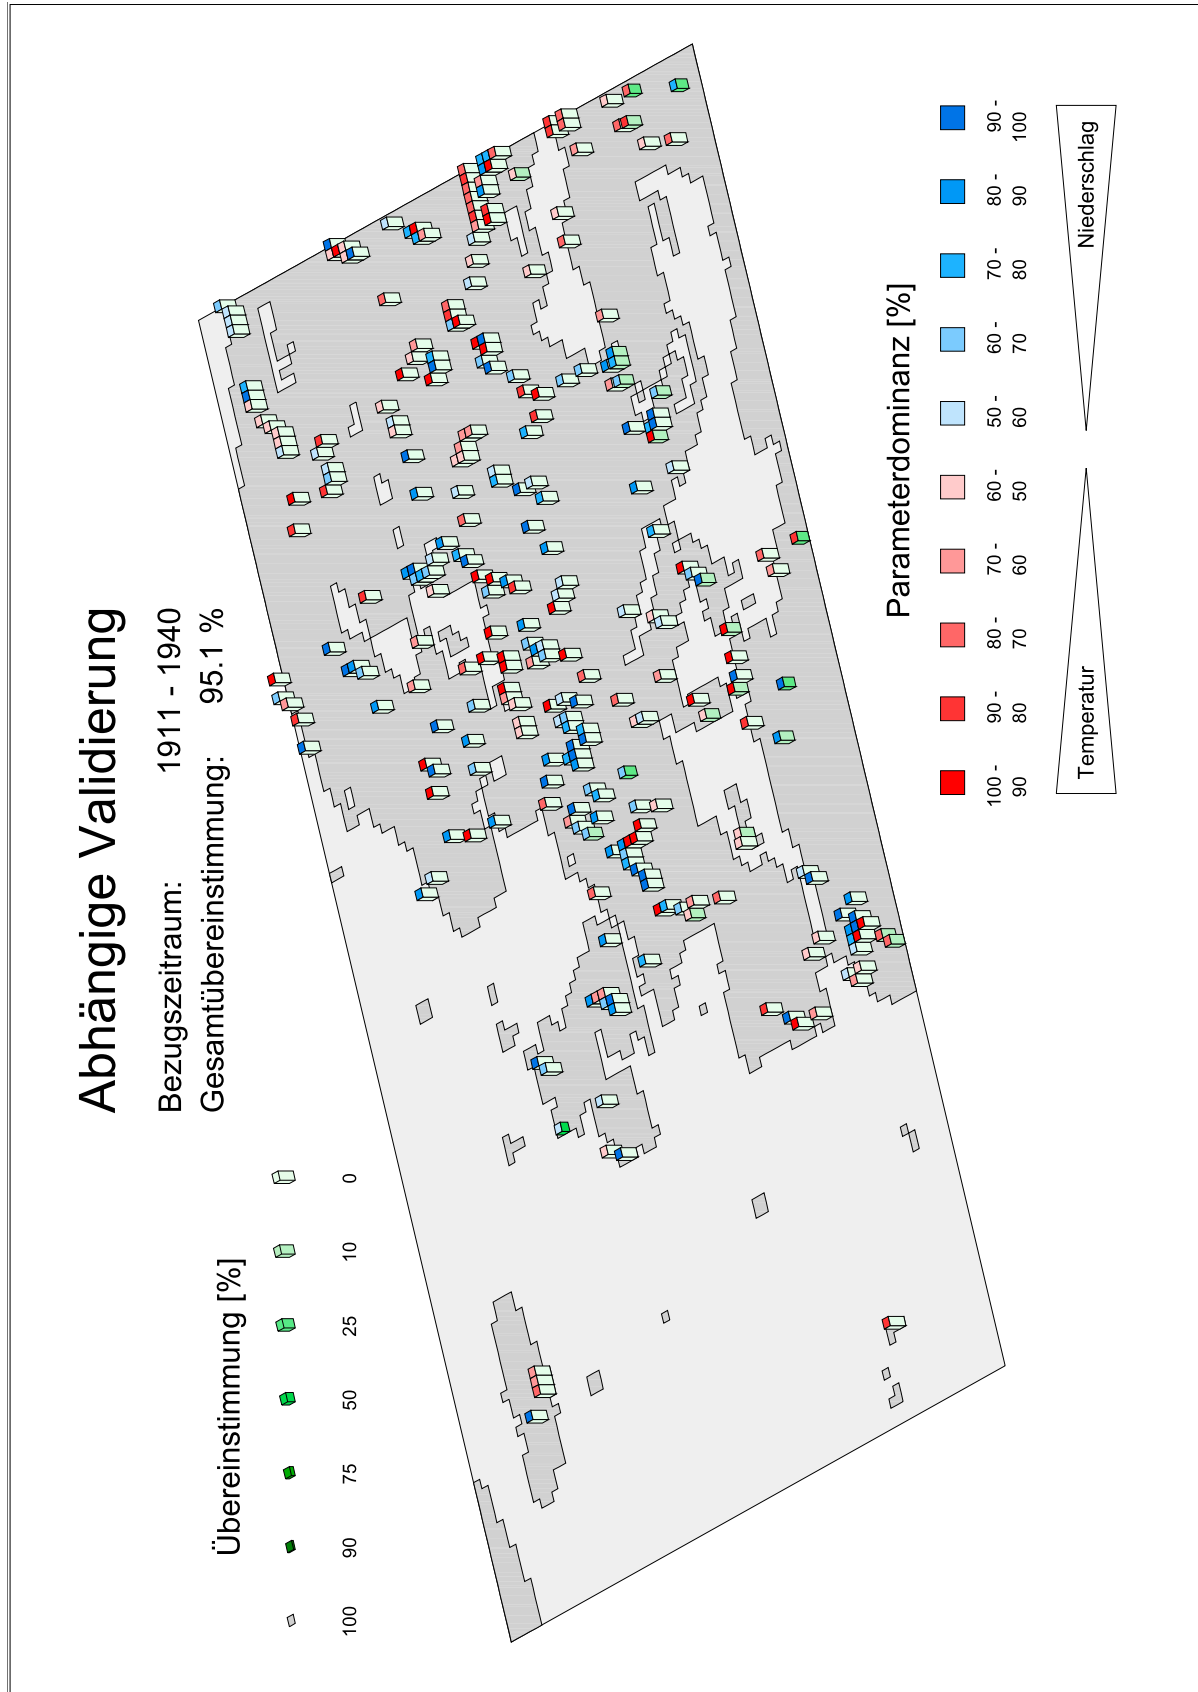 Abhängige Validierung
Bezugszeitraum: 1911 - 1940
Gesamtübereinstimmung: 95.1 %
Übereinstimmung [%]
100 90 75 50 25 10 0
Parameterdominanz [%]
100 - 90 - 80 - 70 - 60 - 50 - 60 - 70 - 80 - 90 -
90 80 70 60 50 60 70 80 90 100
Temperatur Niederschlag